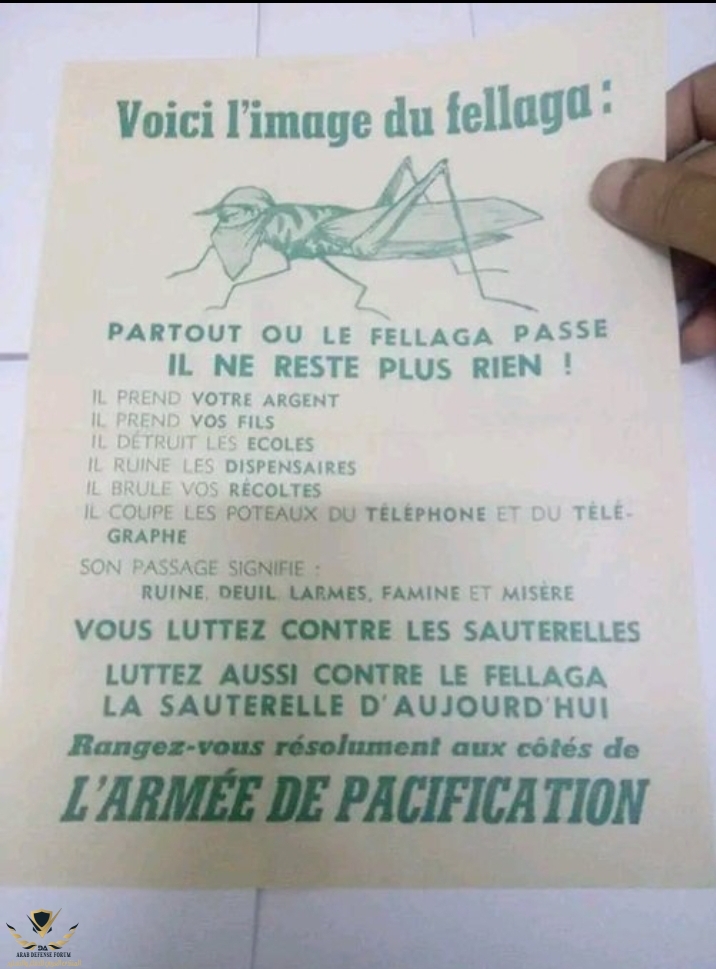 Voici l'image du fellaga :
PARTOUT OU LE FELLAGA PASSE
IL NE RESTE PLUS RIEN !
IL PREND VOTRE ARGENT
IL PREND VOS FILS
IL DÉTRUIT LES ECOLES
IL RUINE LES DISPENSAIRES
IL BRULE VOS RÉCOLTES
IL COUPE LES POTEAUX DU TÉLÉPHONE ET DU TÉLÉ-
GRAPHE
SON PASSAGE SIGNIFIE :
RUINE, DEUIL LARMES, FAMINE ET MISÈRE
VOUS LUTTEZ CONTRE LES SAUTERELLES
LUTTEZ AUSSI CONTRE LE FELLAGA
LA SAUTERELLE D'AUJOURD'HUI
Rangez-vous résolument aux côtés de
L'ARMÉE DE PACIFICATION
DA
ARAB DEFENSE FORUM